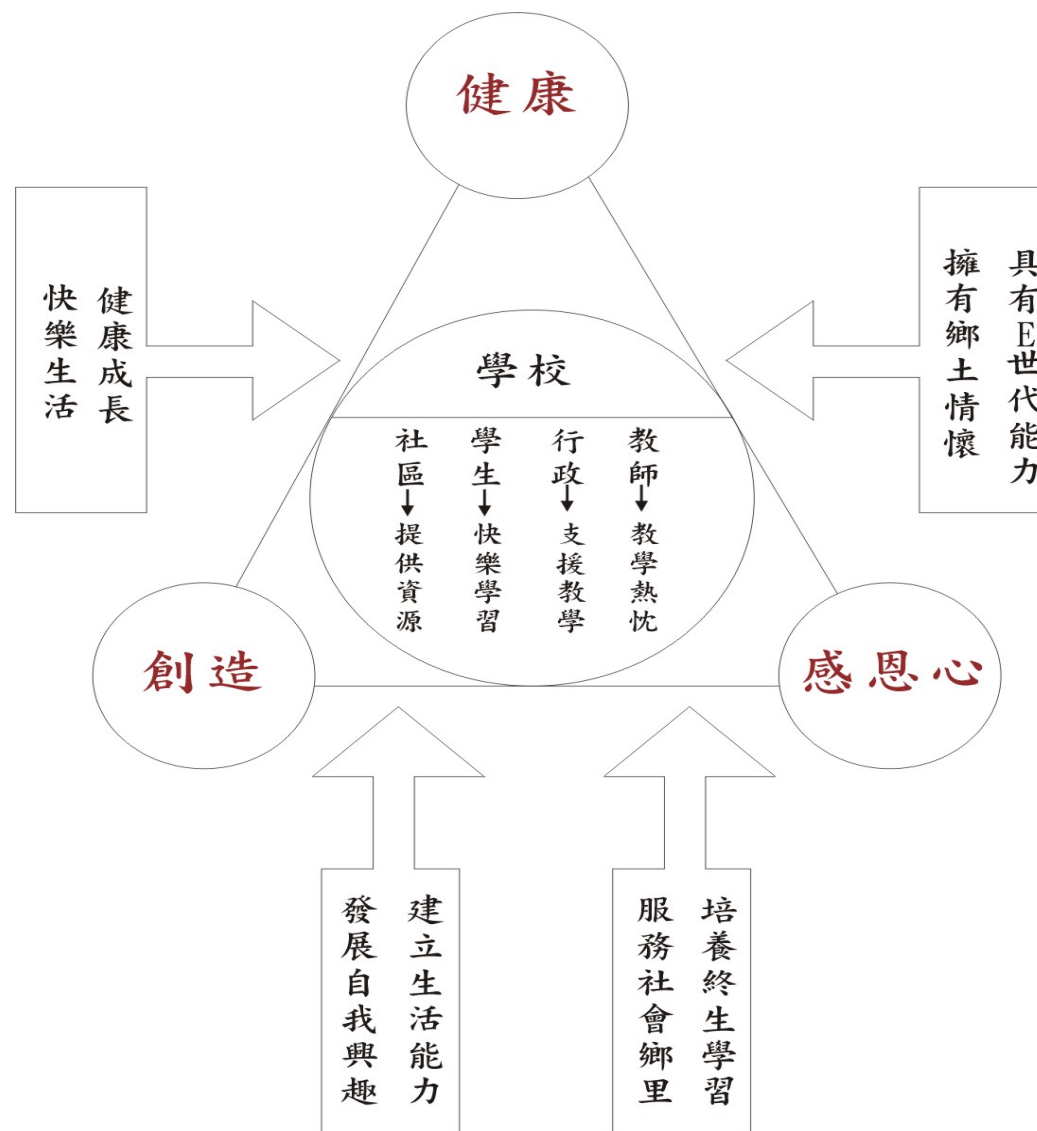 健康
具有E世代能力
擁有鄉土情懷
健康成長
快樂生活
學校
教師→教學熱忱
行政→支援教學
學生→快樂學習
社區→提供資源
創造
感恩心
建立生活能力
發展自我興趣
培養終生學習
服務社會鄉里